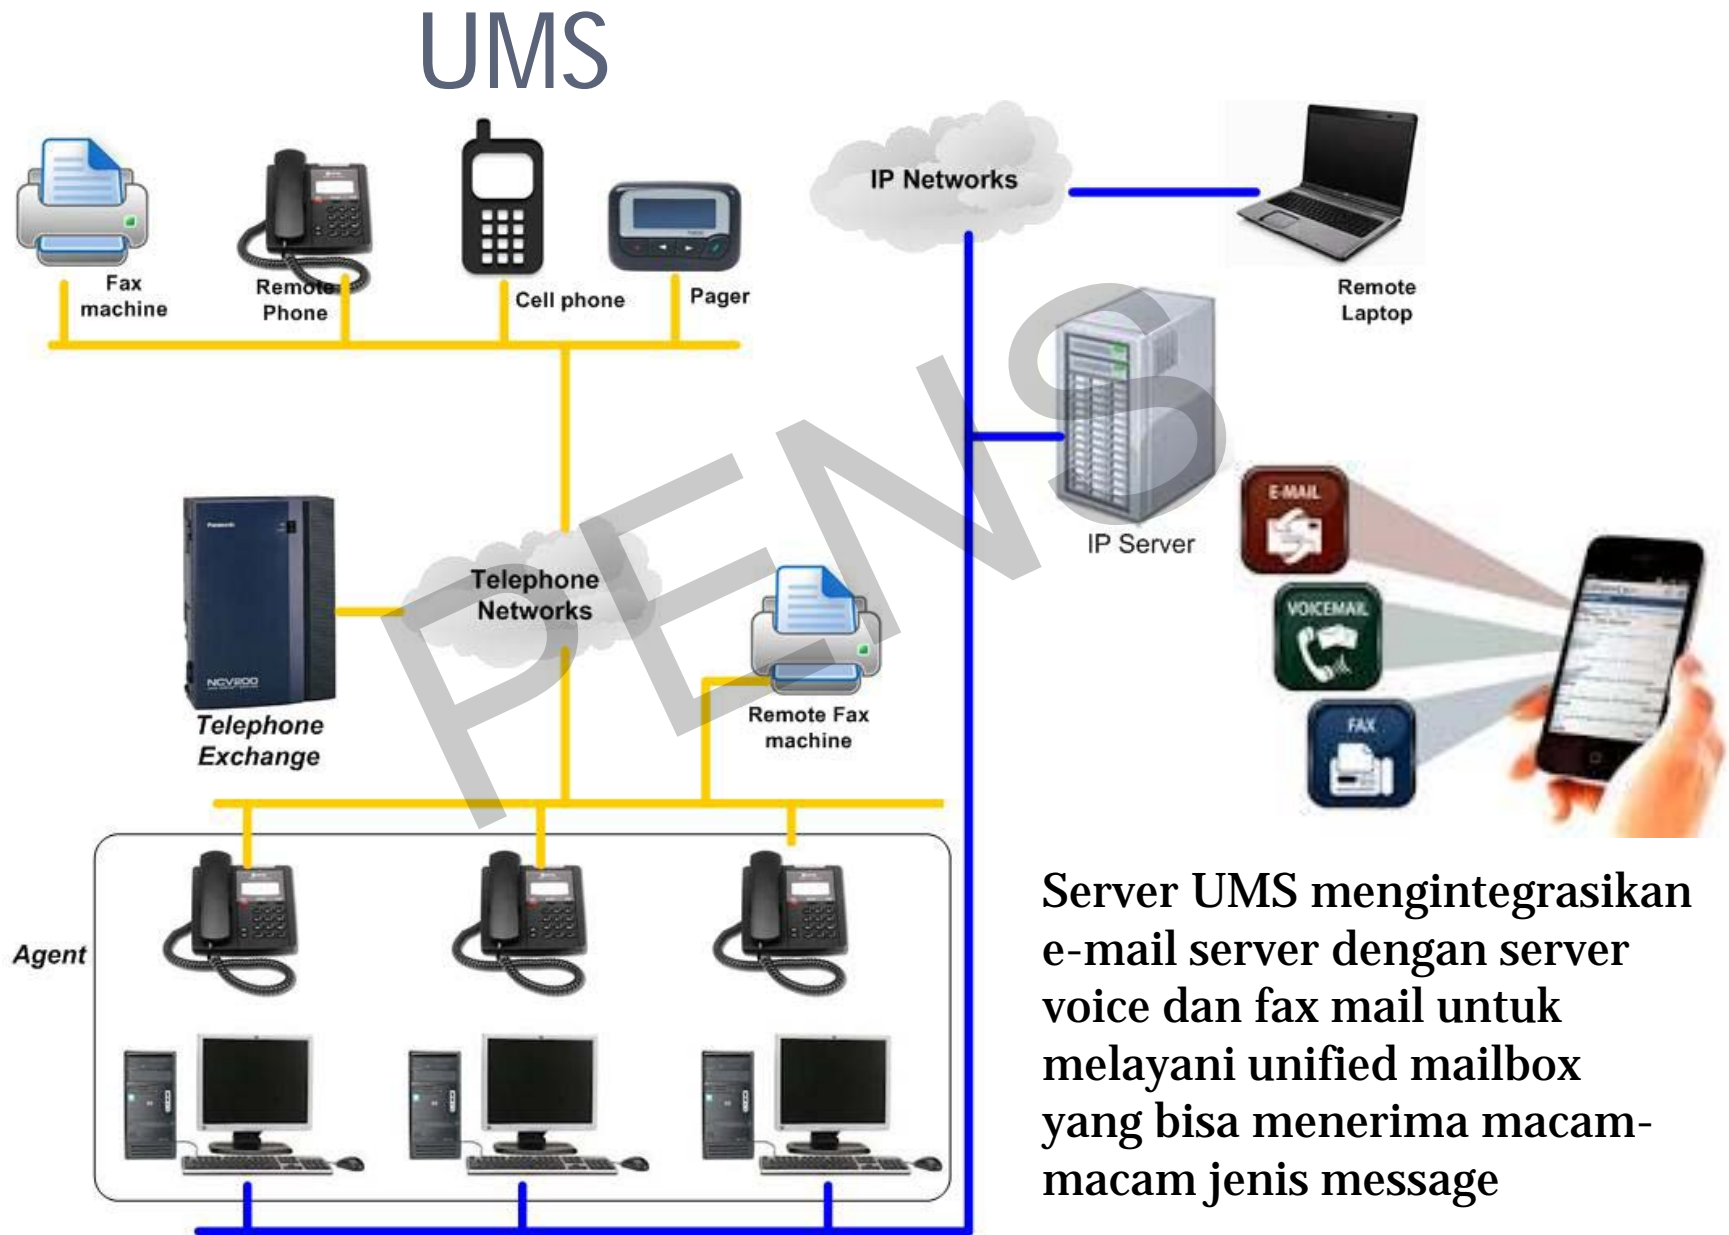 UMS
IP Networks
Fax
machine
Remote
Phone
Cell phone
Pager
Remote
Laptop
IP Server
E-MAIL
VOICEMAIL
FAX
Panasonic
NCV200
Telephone
Exchange
Telephone
Networks
Remote Fax
machine
Agent
PENS
Server UMS mengintegrasikan
e-mail server dengan server
voice dan fax mail untuk
melayani unified mailbox
yang bisa menerima macam-
macam jenis message